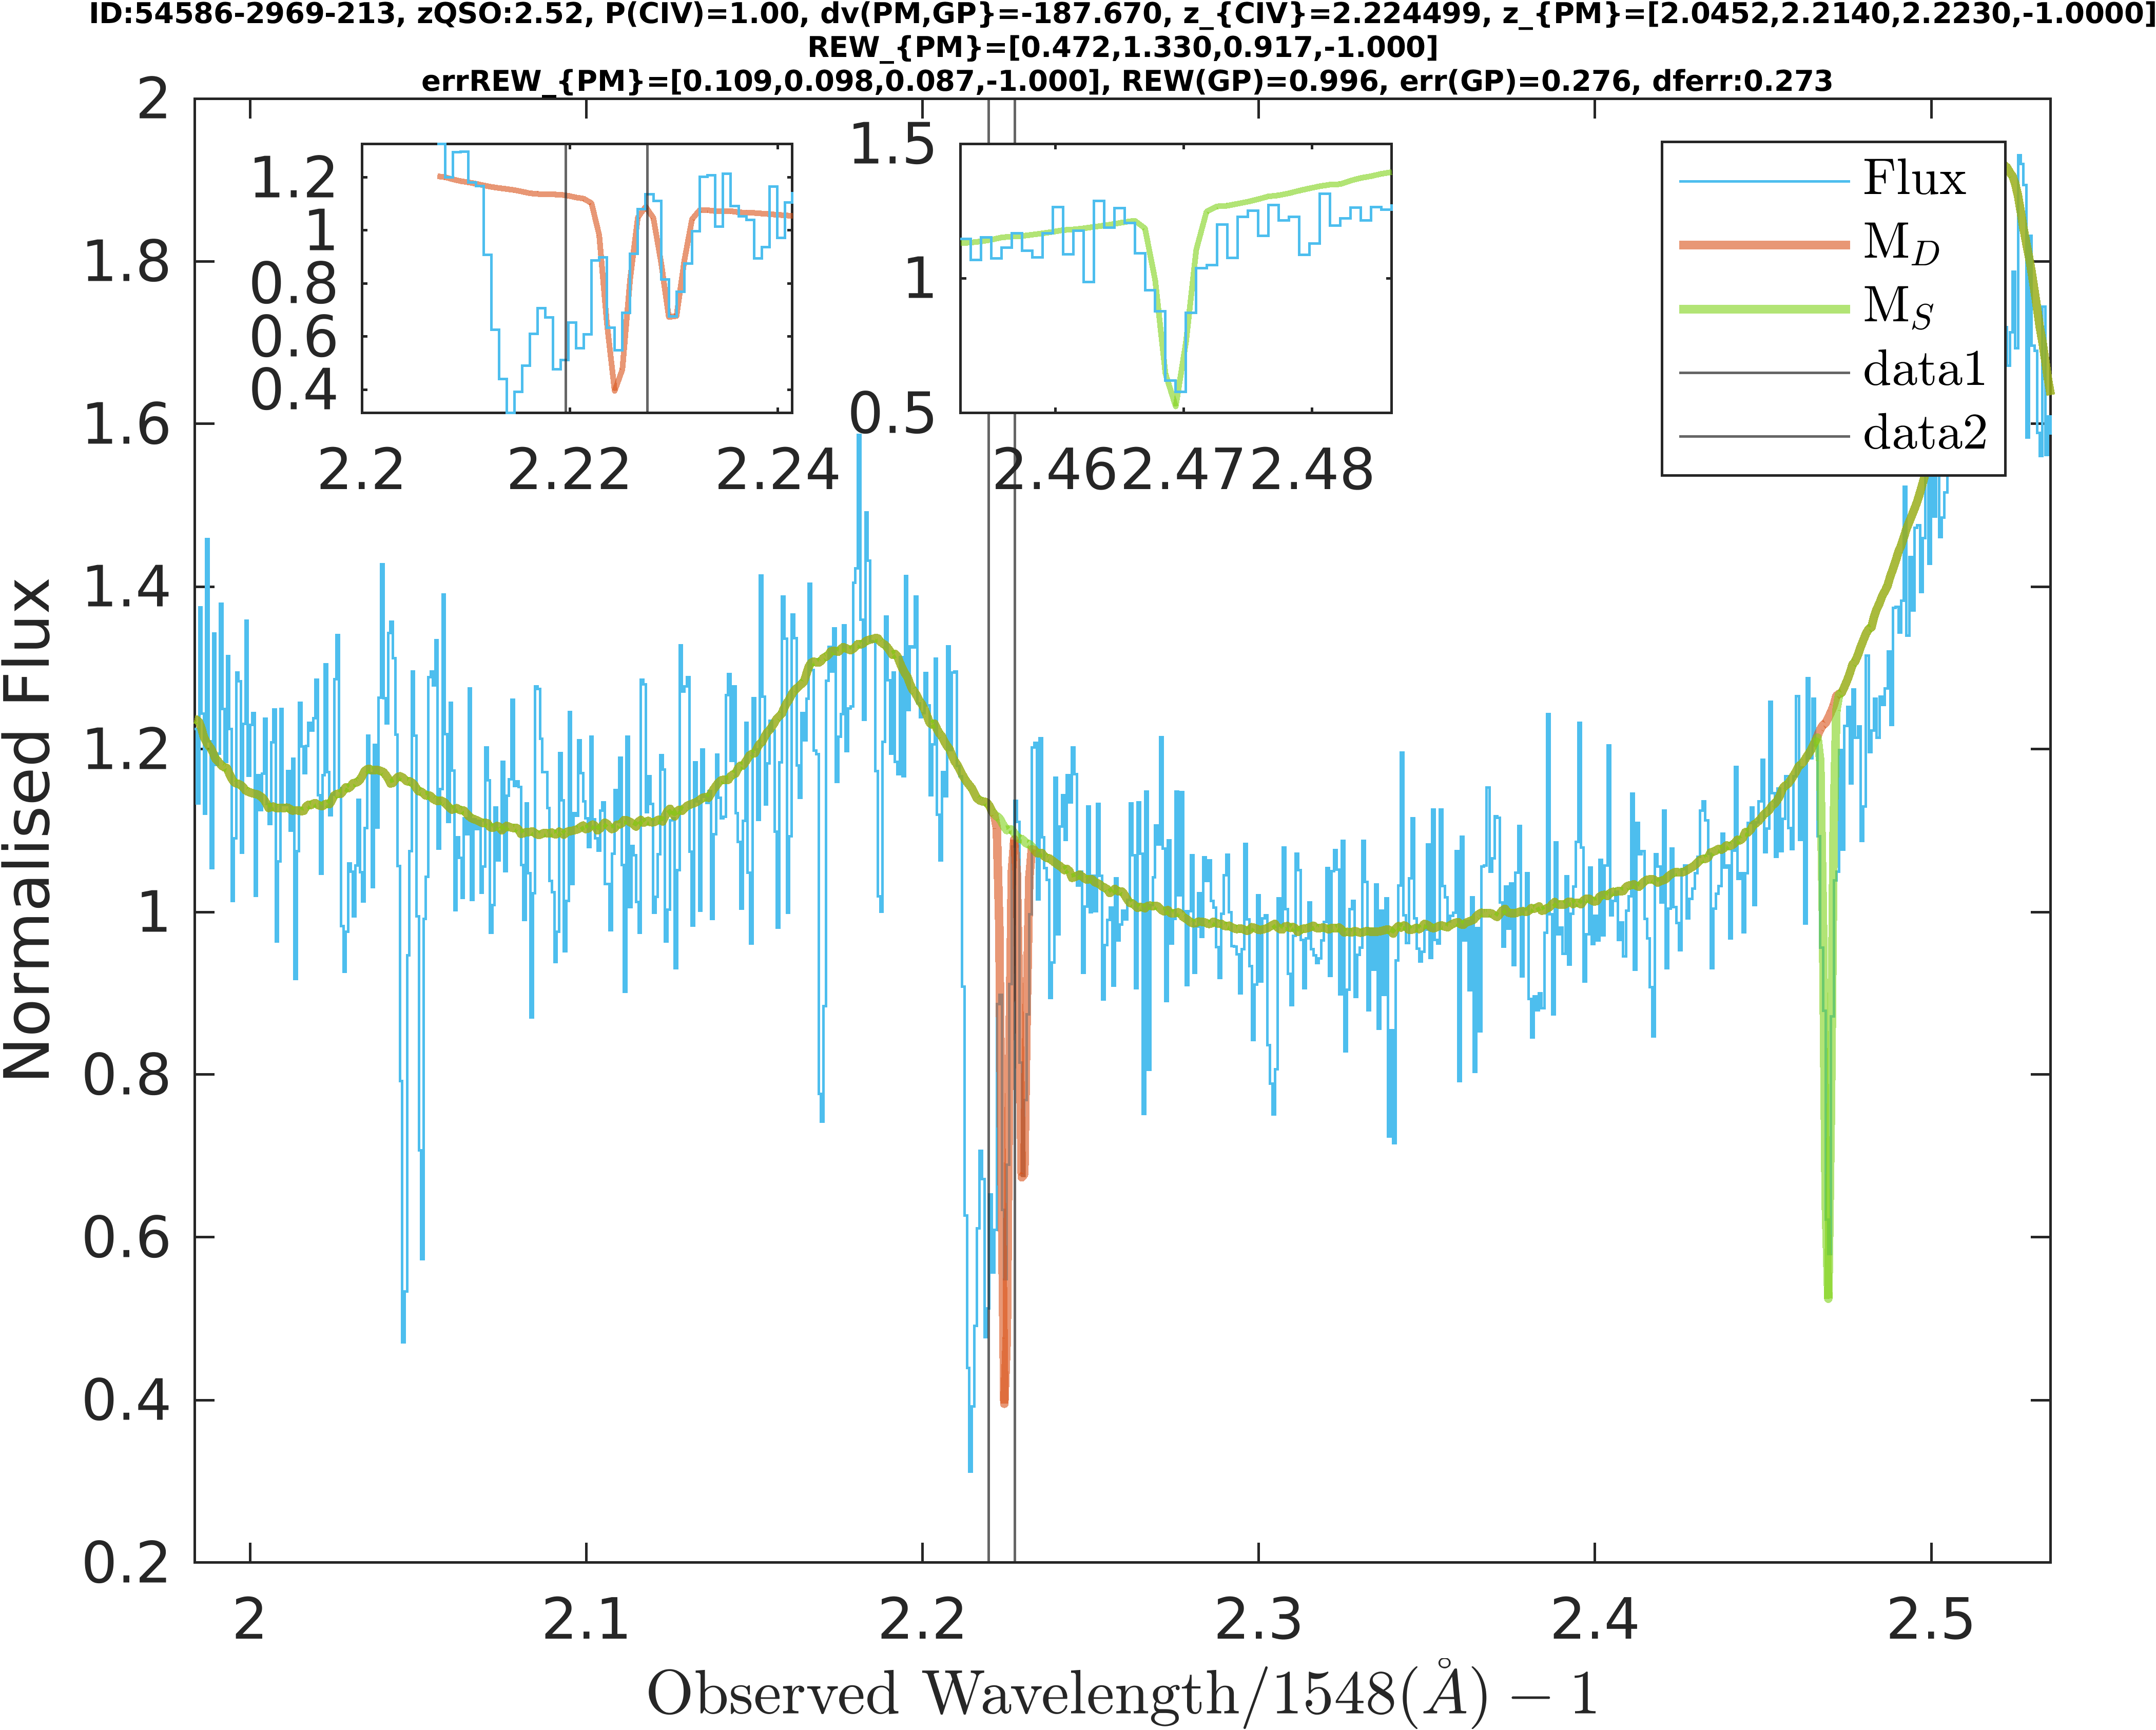 ID:54586-2969-213, zQSO:2.52, P(CIV)=1.00, dv(PM,GP}=-187.670, z_{CIV}=2.224499, z_{PM}=[2.0452,2.2140,2.2230,-1.0000]
REW_{PM}=[0.472,1.330,0.917,-1.000]
errREW_{PM}=[0.109,0.098,0.087,-1.000], REW(GP)=0.996, err(GP)=0.276, dferr:0.273
2
1.8
1.6
1.4
1.2
1
0.8
0.6
0.4
0.2
Normalised Flux
1.2
1
0.8
0.6
0.4
2.2 2.22 2.24
1.5
1
0.5
2.46 2.47 2.48
Flux
M_D
M_S
data1
data2
2 2.1 2.2 2.3 2.4 2.5
Observed Wavelength/1548(Å) − 1